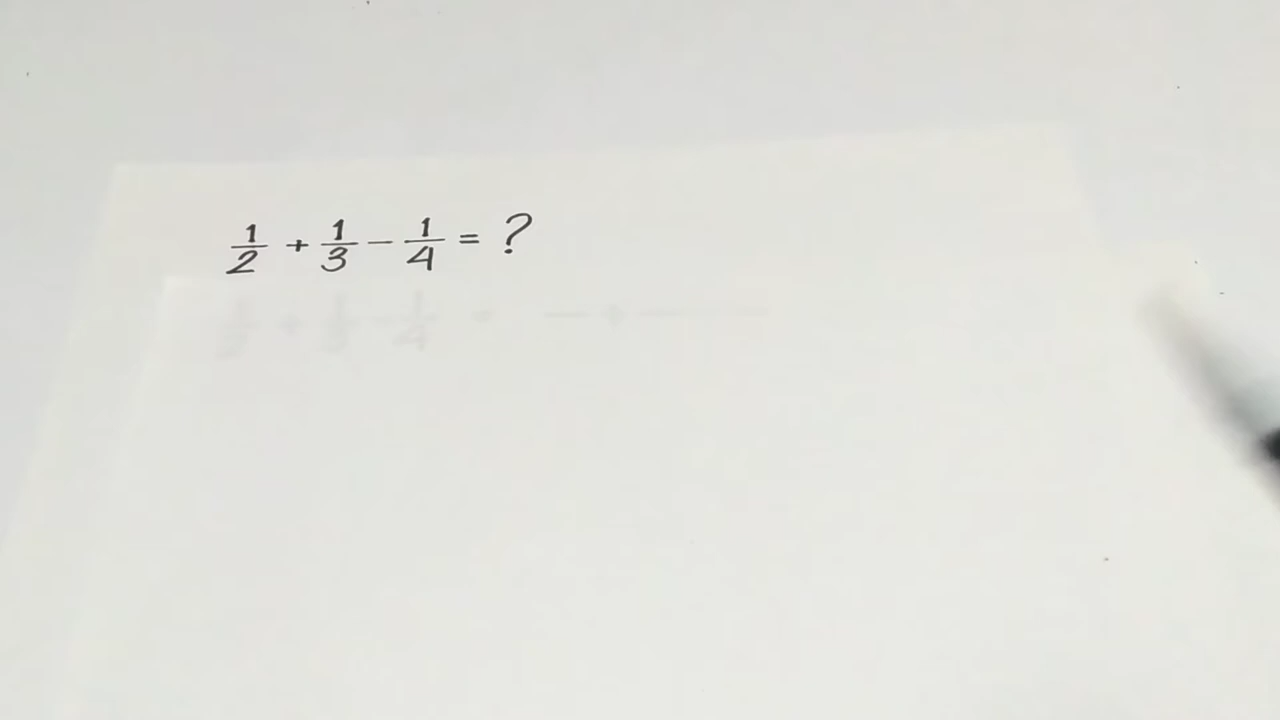 1/2 + 1/3 - 1/4 = ?